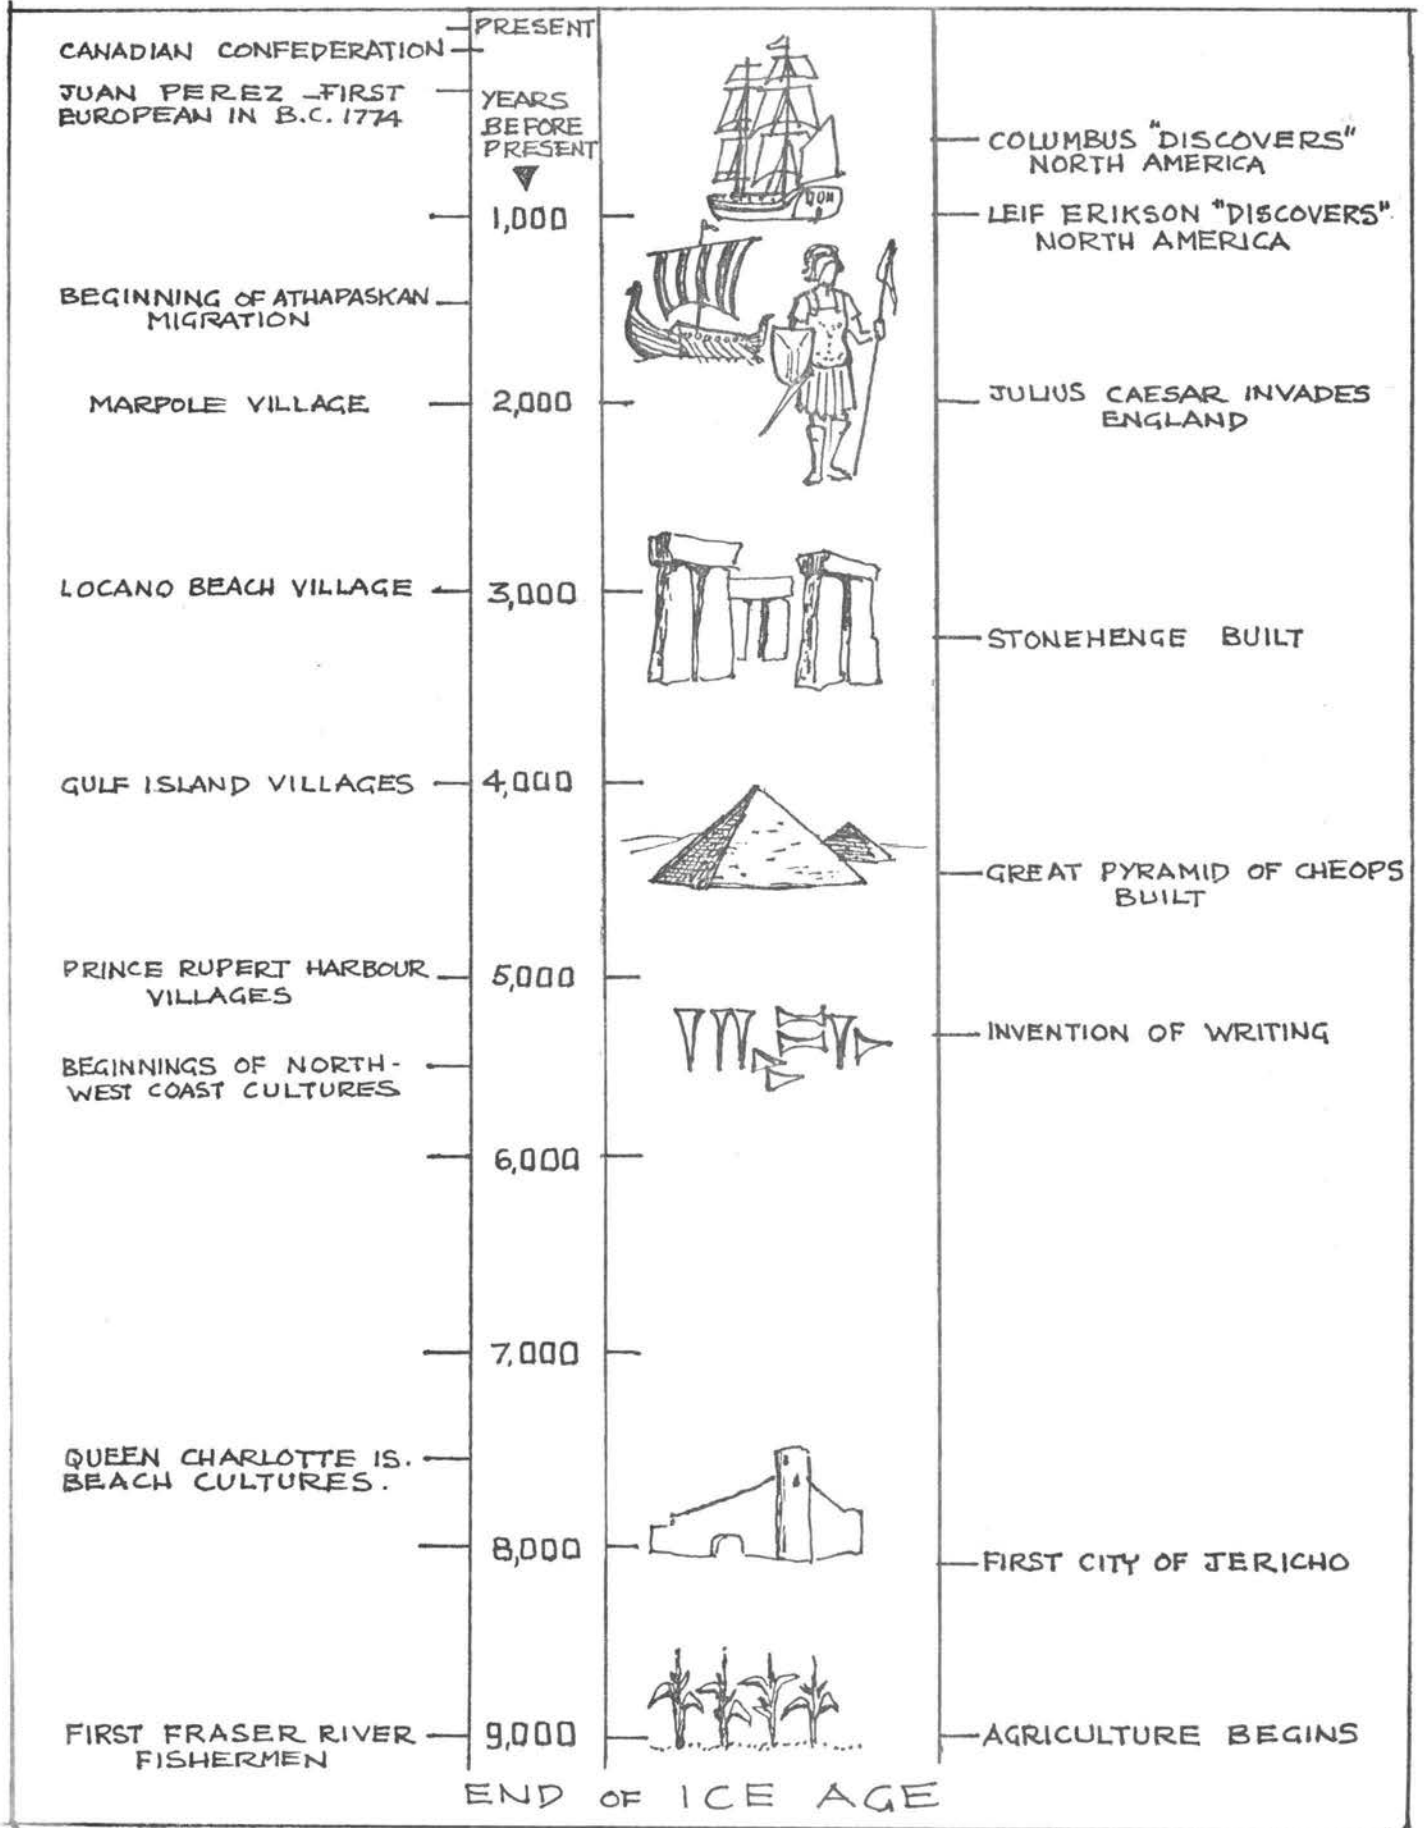 PRESENT
CANADIAN CONFEDERATION
JUAN PEREZ - FIRST
EUROPEAN IN B.C. 1774
YEARS
BEFORE
PRESENT
COLUMBUS "DISCOVERS"
NORTH AMERICA
1,000
LEIF ERIKSON "DISCOVERS"
NORTH AMERICA
BEGINNING OF ATHAPASKAN
MIGRATION
MARPOLE VILLAGE
2,000
JULIUS CAESAR INVADES
ENGLAND
LOCANO BEACH VILLAGE
3,000
STONEHENGE BUILT
GULF ISLAND VILLAGES
4,000
GREAT PYRAMID OF CHEOPS
BUILT
PRINCE RUPERT HARBOUR
VILLAGES
5,000
INVENTION OF WRITING
BEGINNINGS OF NORTH-
WEST COAST CULTURES
6,000
7,000
QUEEN CHARLOTTE IS.
BEACH CULTURES.
8,000
FIRST CITY OF JERICHO
FIRST FRASER RIVER
FISHERMEN
9,000
AGRICULTURE BEGINS
END OF ICE AGE